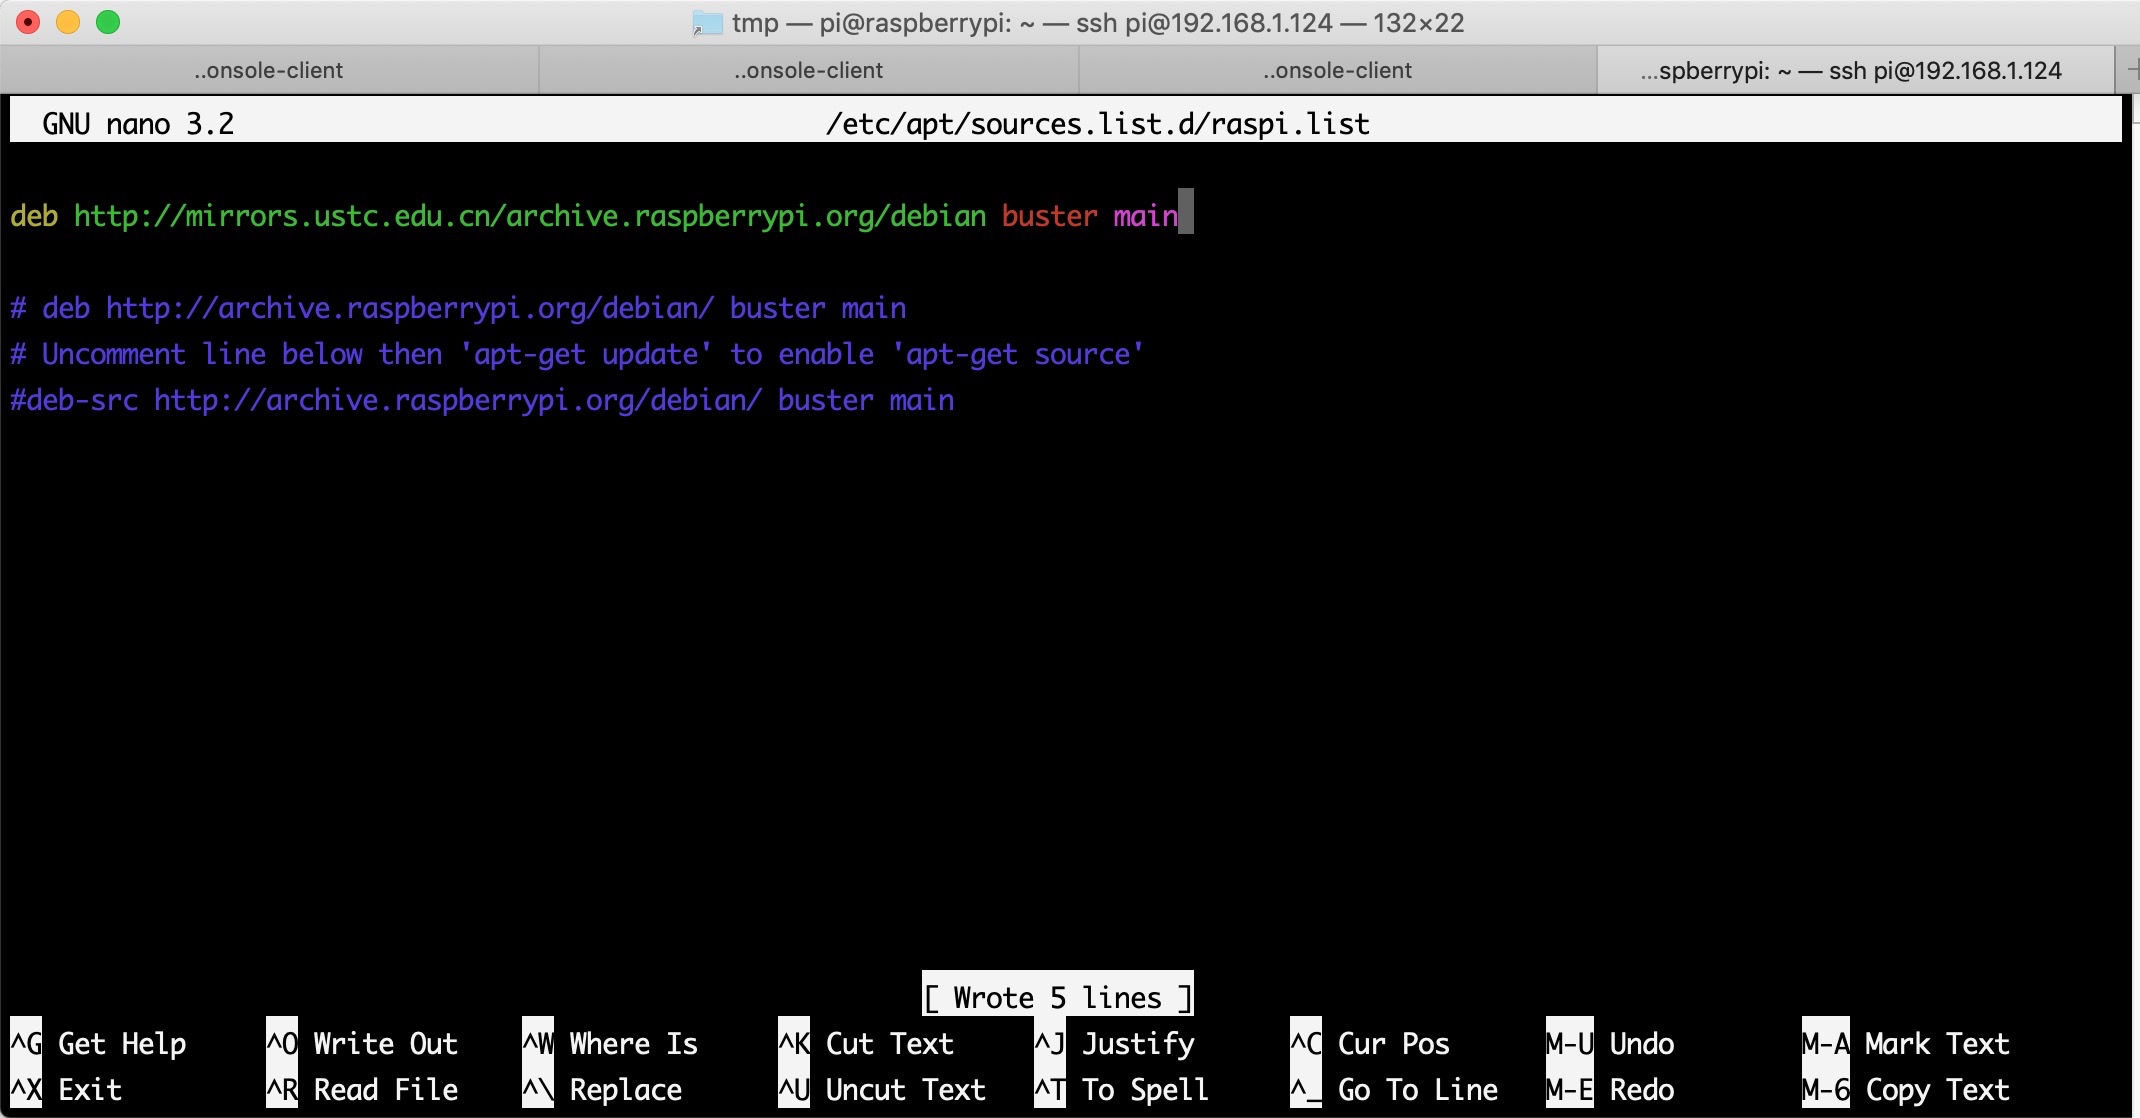 tmp — pi@raspberrypi: ~ — ssh pi@192.168.1.124 — 132×22
..onsole-client ..onsole-client ..onsole-client ...spberrypi: ~ — ssh pi@192.168.1.124
GNU nano 3.2 /etc/apt/sources.list.d/raspi.list
deb http://mirrors.ustc.edu.cn/archive.raspberrypi.org/debian buster main
# deb http://archive.raspberrypi.org/debian/ buster main
# Uncomment line below then 'apt-get update' to enable 'apt-get source'
#deb-src http://archive.raspberrypi.org/debian/ buster main
[ Wrote 5 lines ]
^G Get Help ^O Write Out ^W Where Is ^K Cut Text ^J Justify ^C Cur Pos M-U Undo M-A Mark Text
^X Exit ^R Read File ^\ Replace ^U Uncut Text ^T To Spell ^_ Go To Line M-E Redo M-6 Copy Text